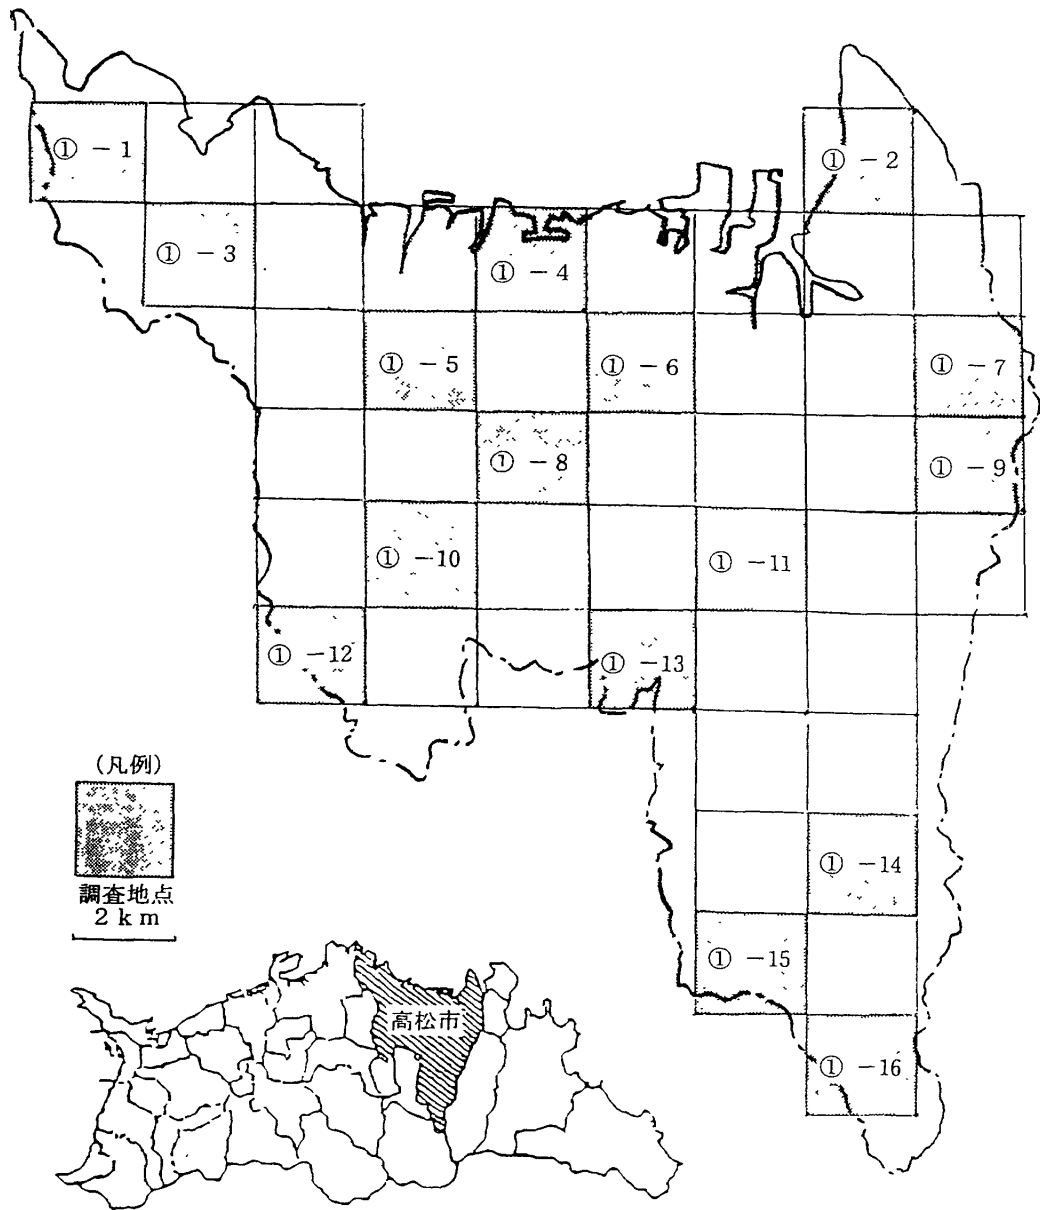 ① － 1
① － 2
① － 3
① － 4
① － 5
① － 6
① － 7
① － 8
① － 9
① －10
① －11
① －12
① －13
① －14
① －15
① －16
(凡例)
調査地点
2 k m
高松市